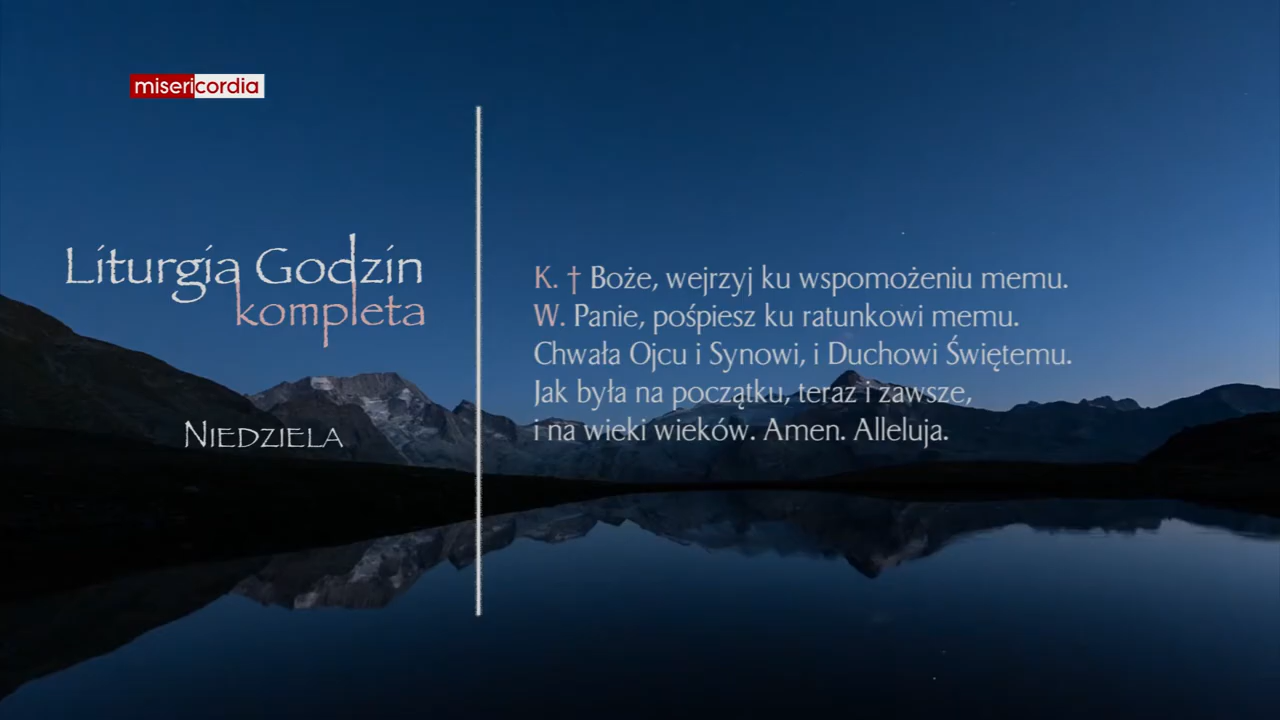 misericordia
Liturgia Godzin
kompleta
NIEDZIELA
K. † Boże, wejrzyj ku wspomożeniu memu.
W. Panie, pośpiesz ku ratunkowi memu.
Chwała Ojcu i Synowi, i Duchowi Świętemu.
Jak była na początku, teraz i zawsze,
i na wieki wieków. Amen. Alleluja.